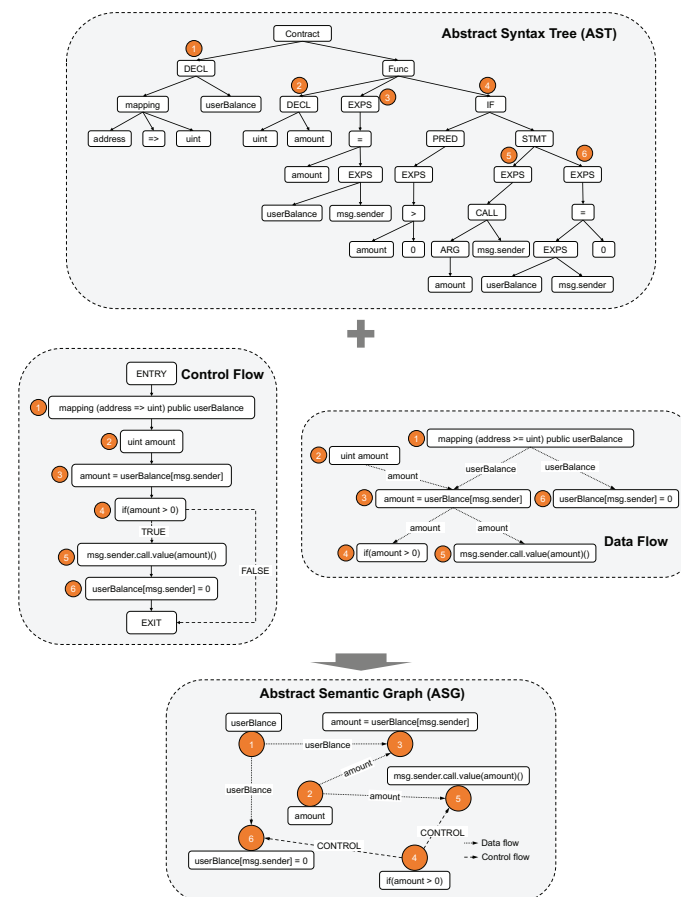 Contract
Abstract Syntax Tree (AST)
1
DECL
Func
2
3
4
mapping
userBalance
DECL
EXPS
IF
address
=>
uint
uint
amount
=
PRED
STMT
5
6
amount
EXPS
EXPS
EXPS
EXPS
userBalance
msg.sender
>
CALL
=
amount
0
ARG
msg.sender
EXPS
0
amount
userBalance
msg.sender
ENTRY
Control Flow
1
mapping (address => uint) public userBalance
2
uint amount
3
amount = userBalance[msg.sender]
4
if(amount > 0)
TRUE
5
msg.sender.call.value(amount)()
FALSE
6
userBalance[msg.sender] = 0
EXIT
1
mapping (address >= uint) public userBalance
2
uint amount
userBalance
userBalance
amount
3
amount = userBlance[msg.sender]
6
userBlance[msg.sender] = 0
amount
amount
4
if(amount > 0)
5
msg.sender.call.value(amount)()
Data Flow
Abstract Semantic Graph (ASG)
userBlance
amount = userBlance[msg.sender]
1
userBlance
3
amount
msg.sender.call.value(amount)()
userBlance
2
amount
5
amount
CONTROL
6
CONTROL
4
Data flow
Control flow
userBlance[msg.sender] = 0
if(amount > 0)